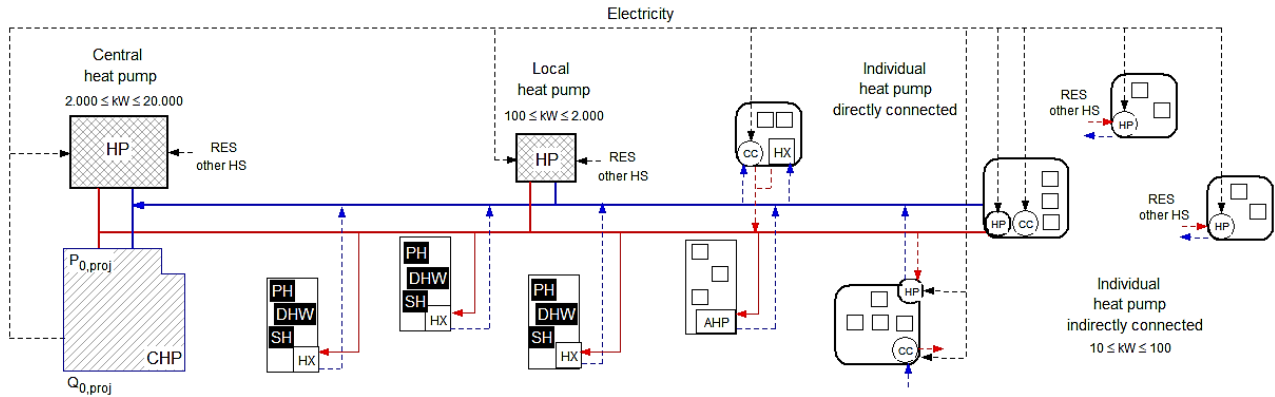 Electricity
Central
heat pump
2.000 ≤ kW ≤ 20.000
HP
RES
other HS
Local
heat pump
100 ≤ kW ≤ 2.000
HP
RES
other HS
CC
HX
Individual
heat pump
directly connected
RES
other HS
HP
HP
CC
RES
other HS
HP
P0,proj
CHP
Q0,proj
PH
DHW
SH
HX
PH
DHW
SH
HX
PH
DHW
SH
HX
AHP
HP
CC
Individual
heat pump
indirectly connected
10 ≤ kW ≤ 100